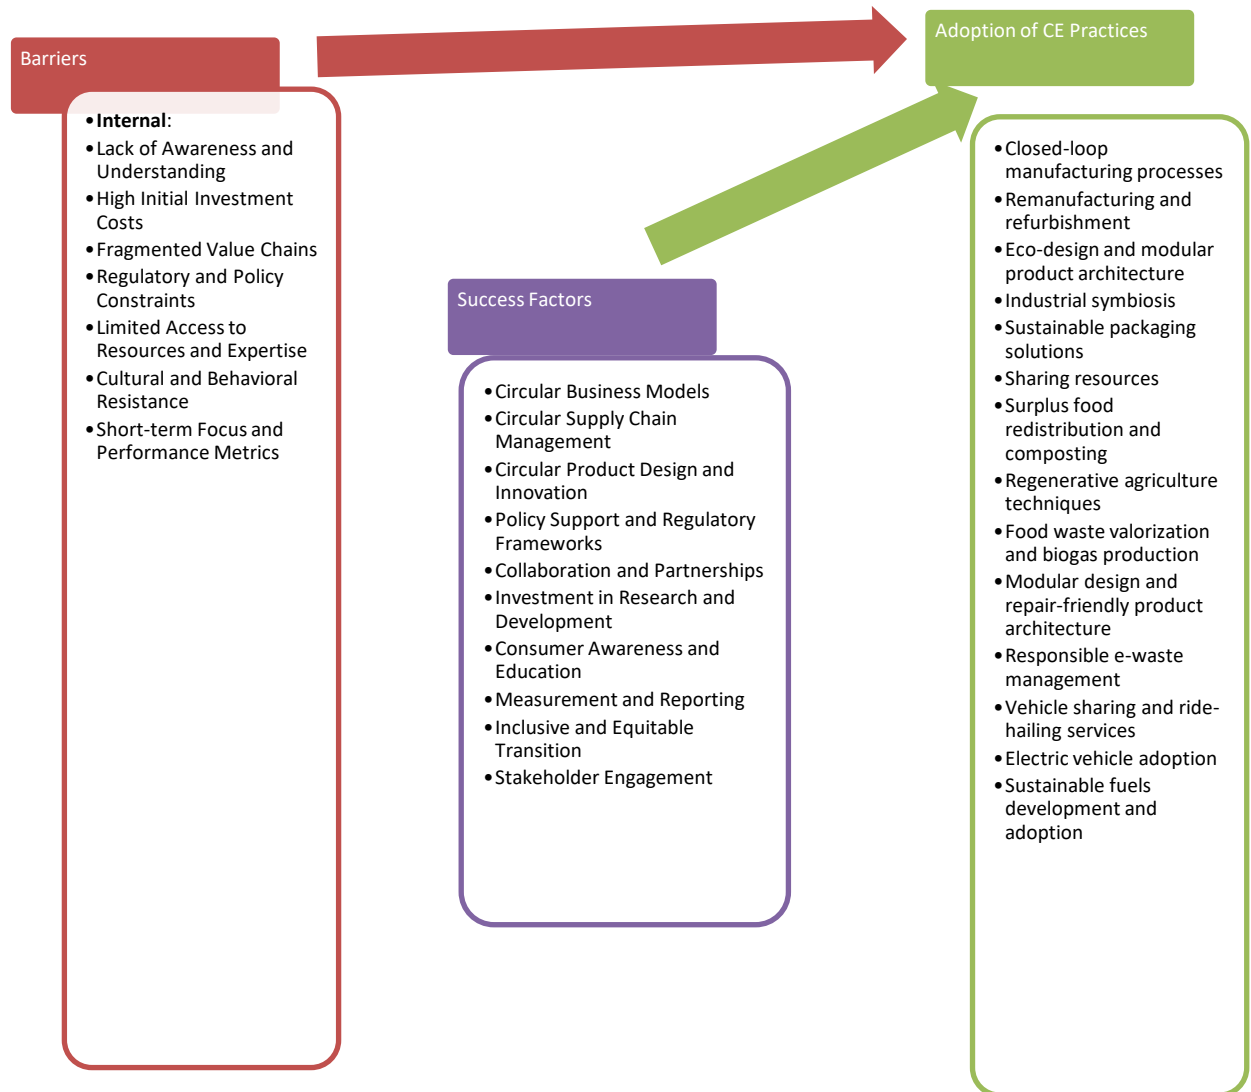 Barriers
•Internal:
•Lack of Awareness and
Understanding
•High Initial Investment
Costs
•Fragmented Value Chains
•Regulatory and Policy
Constraints
•Limited Access to
Resources and Expertise
•Cultural and Behavioral
Resistance
•Short-term Focus and
Performance Metrics
Success Factors
•Circular Business Models
•Circular Supply Chain
Management
•Circular Product Design and
Innovation
•Policy Support and Regulatory
Frameworks
•Collaboration and Partnerships
•Investment in Research and
Development
•Consumer Awareness and
Education
•Measurement and Reporting
•Inclusive and Equitable
Transition
•Stakeholder Engagement
Adoption of CE Practices
•Closed-loop
manufacturing processes
•Remanufacturing and
refurbishment
•Eco-design and modular
product architecture
•Industrial symbiosis
•Sustainable packaging
solutions
•Sharing resources
•Surplus food
redistribution and
composting
•Regenerative agriculture
techniques
•Food waste valorization
and biogas production
•Modular design and
repair-friendly product
architecture
•Responsible e-waste
management
•Vehicle sharing and ride-
hailing services
•Electric vehicle adoption
•Sustainable fuels
development and
adoption